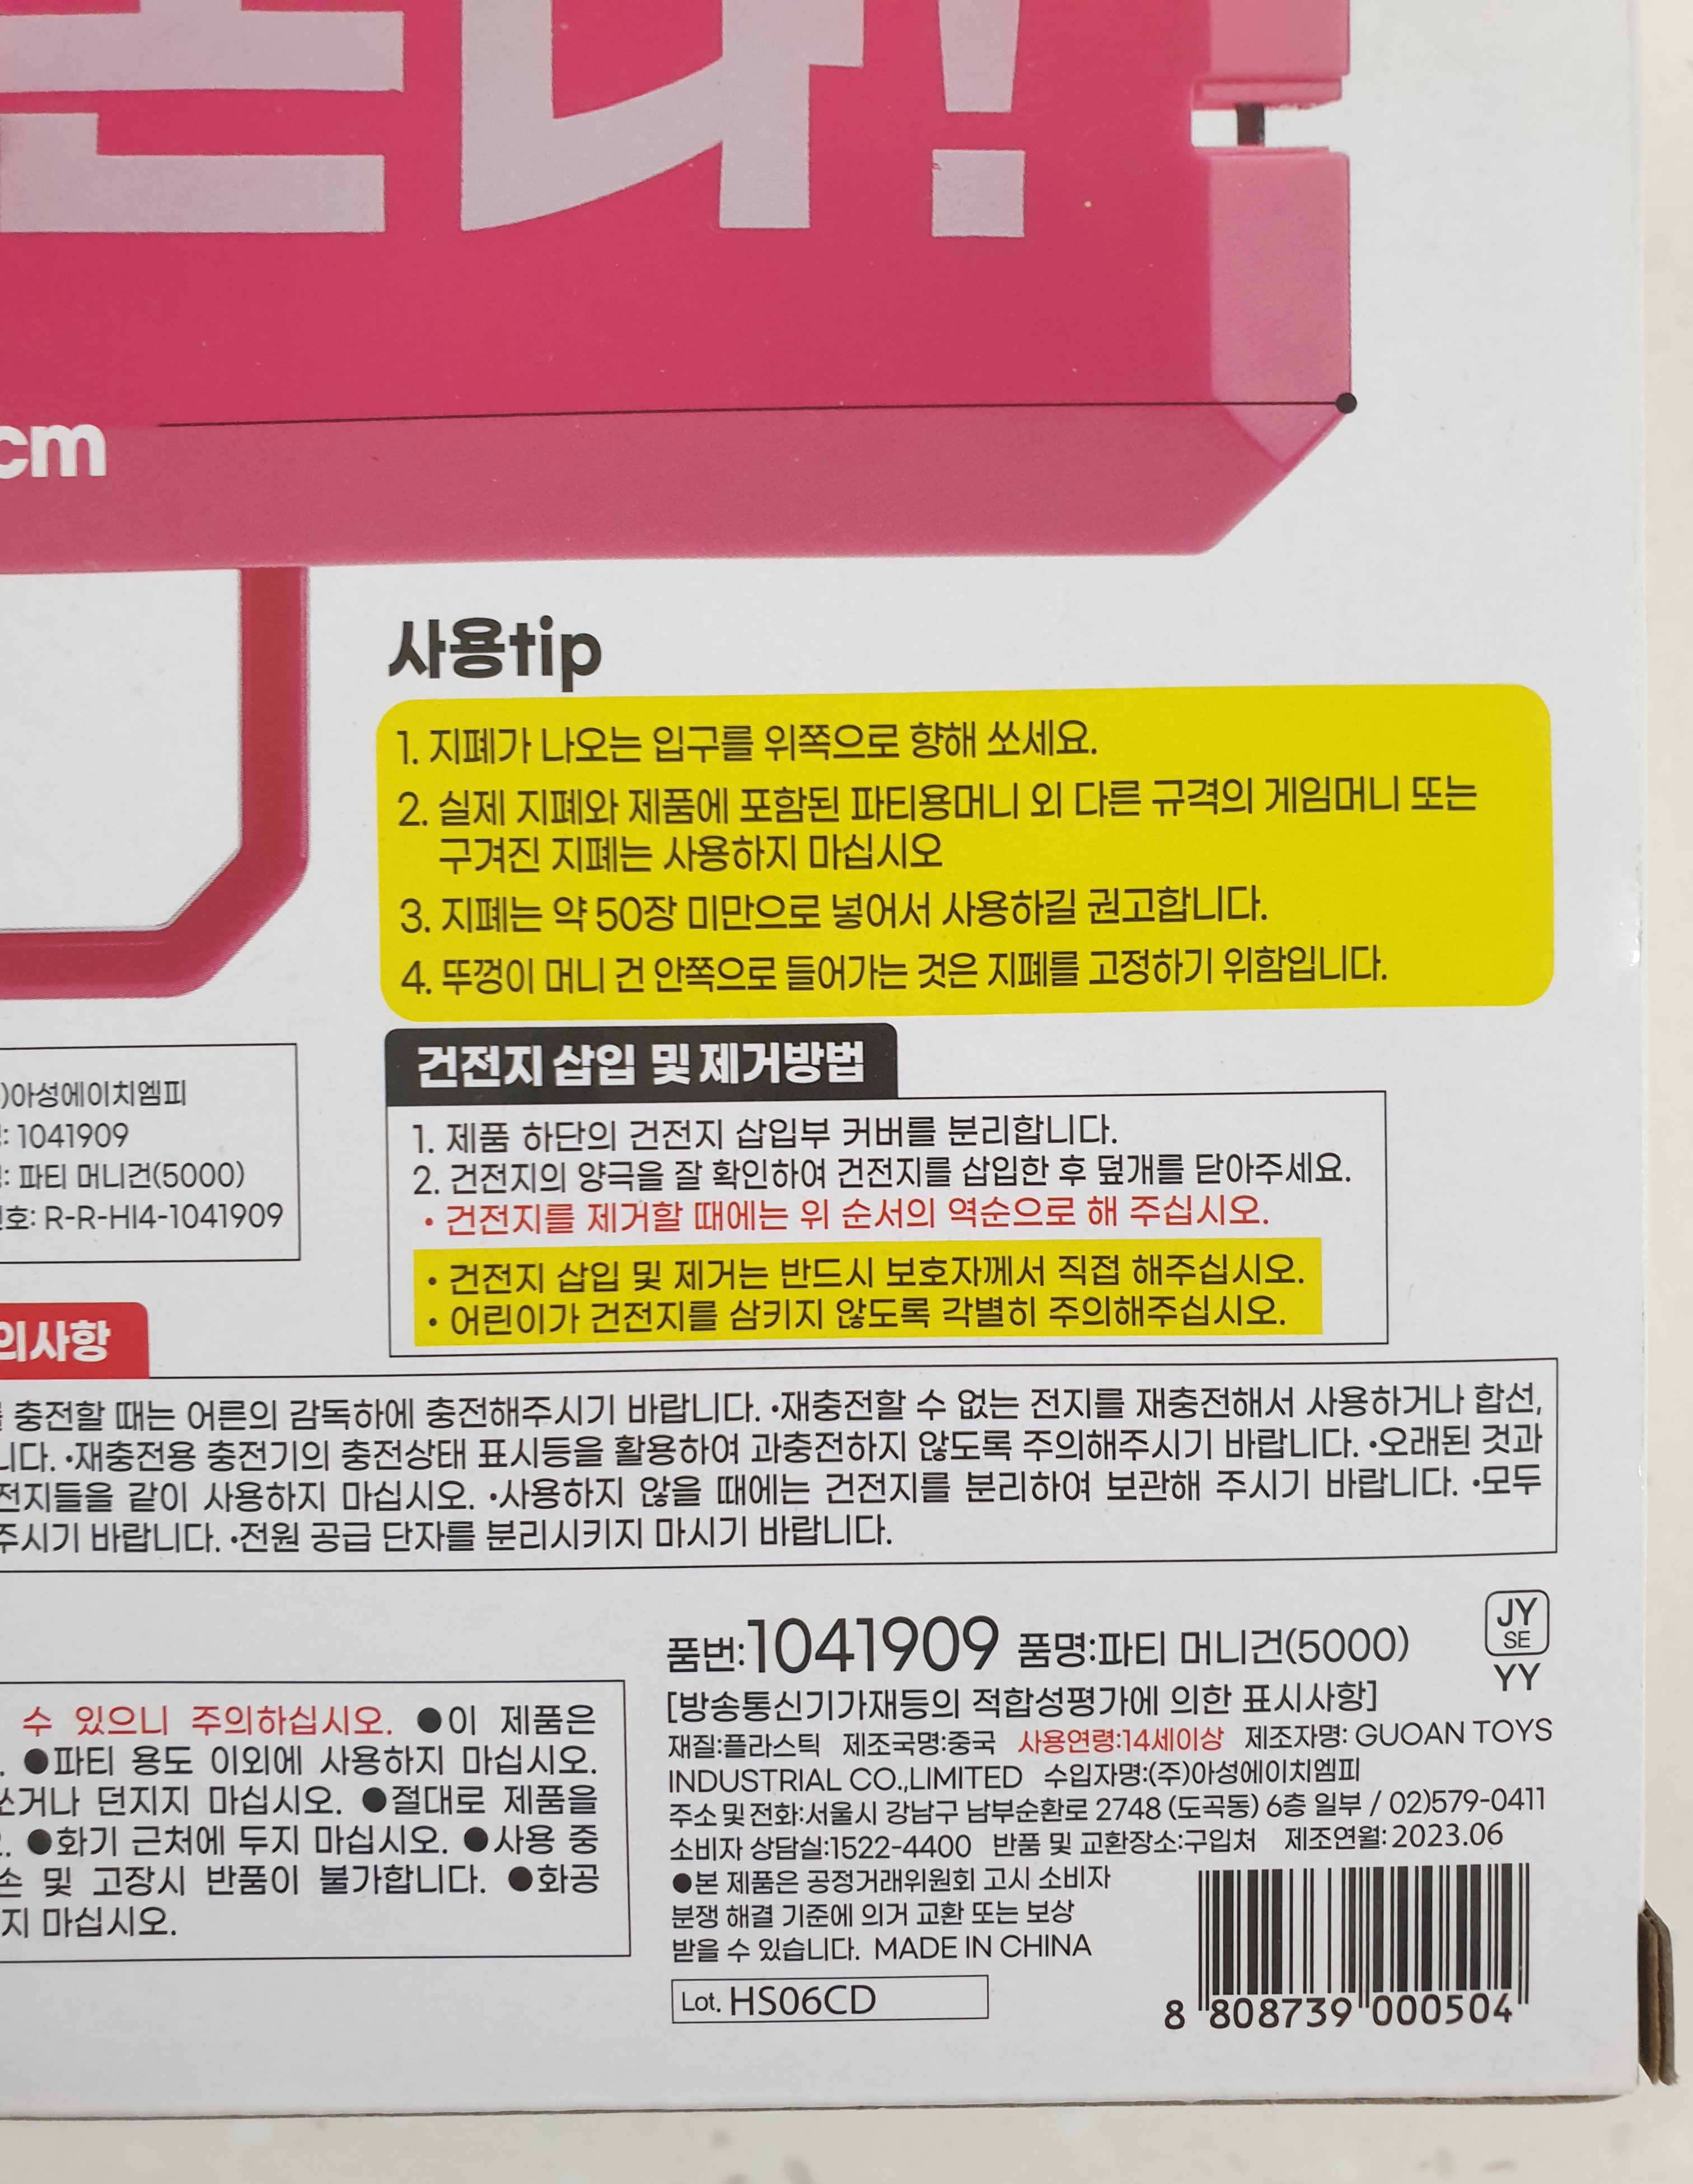 cm
사용tip
1. 지폐가 나오는 입구를 위쪽으로 향해 쏘세요.
2. 실제 지폐와 제품에 포함된 파티용머니 외 다른 규격의 게임머니 또는
구겨진 지폐는 사용하지 마십시오
3. 지폐는 약 50장 미만으로 넣어서 사용하길 권고합니다.
4. 뚜껑이 머니 건 안쪽으로 들어가는 것은 지폐를 고정하기 위함입니다.
)아성에이치엠피
: 1041909
: 파티 머니건(5000)
호: R-R-HI4-1041909
건전지 삽입 및 제거방법
1. 제품 하단의 건전지 삽입부 커버를 분리합니다.
2. 건전지의 양극을 잘 확인하여 건전지를 삽입한 후 덮개를 닫아주세요.
• 건전지를 제거할 때에는 위 순서의 역순으로 해 주십시오.
• 건전지 삽입 및 제거는 반드시 보호자께서 직접 해주십시오.
• 어린이가 건전지를 삼키지 않도록 각별히 주의해주십시오.
의사항
충전할 때는 어른의 감독하에 충전해주시기 바랍니다. •재충전할 수 없는 전지를 재충전해서 사용하거나 합선,
니다. •재충전용 충전기의 충전상태 표시등을 활용하여 과충전하지 않도록 주의해주시기 바랍니다. •오래된 것과
전지들을 같이 사용하지 마십시오. •사용하지 않을 때에는 건전지를 분리하여 보관해 주시기 바랍니다. •모두
주시기 바랍니다. •전원 공급 단자를 분리시키지 마시기 바랍니다.
수 있으니 주의하십시오. ●이 제품은
. ●파티 용도 이외에 사용하지 마십시오.
쏘거나 던지지 마십시오. ●절대로 제품을
. ●화기 근처에 두지 마십시오. ●사용 중
손 및 고장시 반품이 불가합니다. ●화공
지 마십시오.
품번:1041909 품명:파티 머니건(5000)
JY
SE
YY
[방송통신기가재등의 적합성평가에 의한 표시사항]
재질:플라스틱 제조국명:중국 사용연령:14세이상 제조자명: GUOAN TOYS
INDUSTRIAL CO.,LIMITED 수입자명:(주)아성에이치엠피
주소 및 전화:서울시 강남구 남부순환로 2748 (도곡동) 6층 일부 / 02)579-0411
소비자 상담실:1522-4400 반품 및 교환장소:구입처 제조연월:2023.06
●본 제품은 공정거래위원회 고시 소비자
분쟁 해결 기준에 의거 교환 또는 보상
받을 수 있습니다. MADE IN CHINA
Lot. HS06CD
8 808739 000504